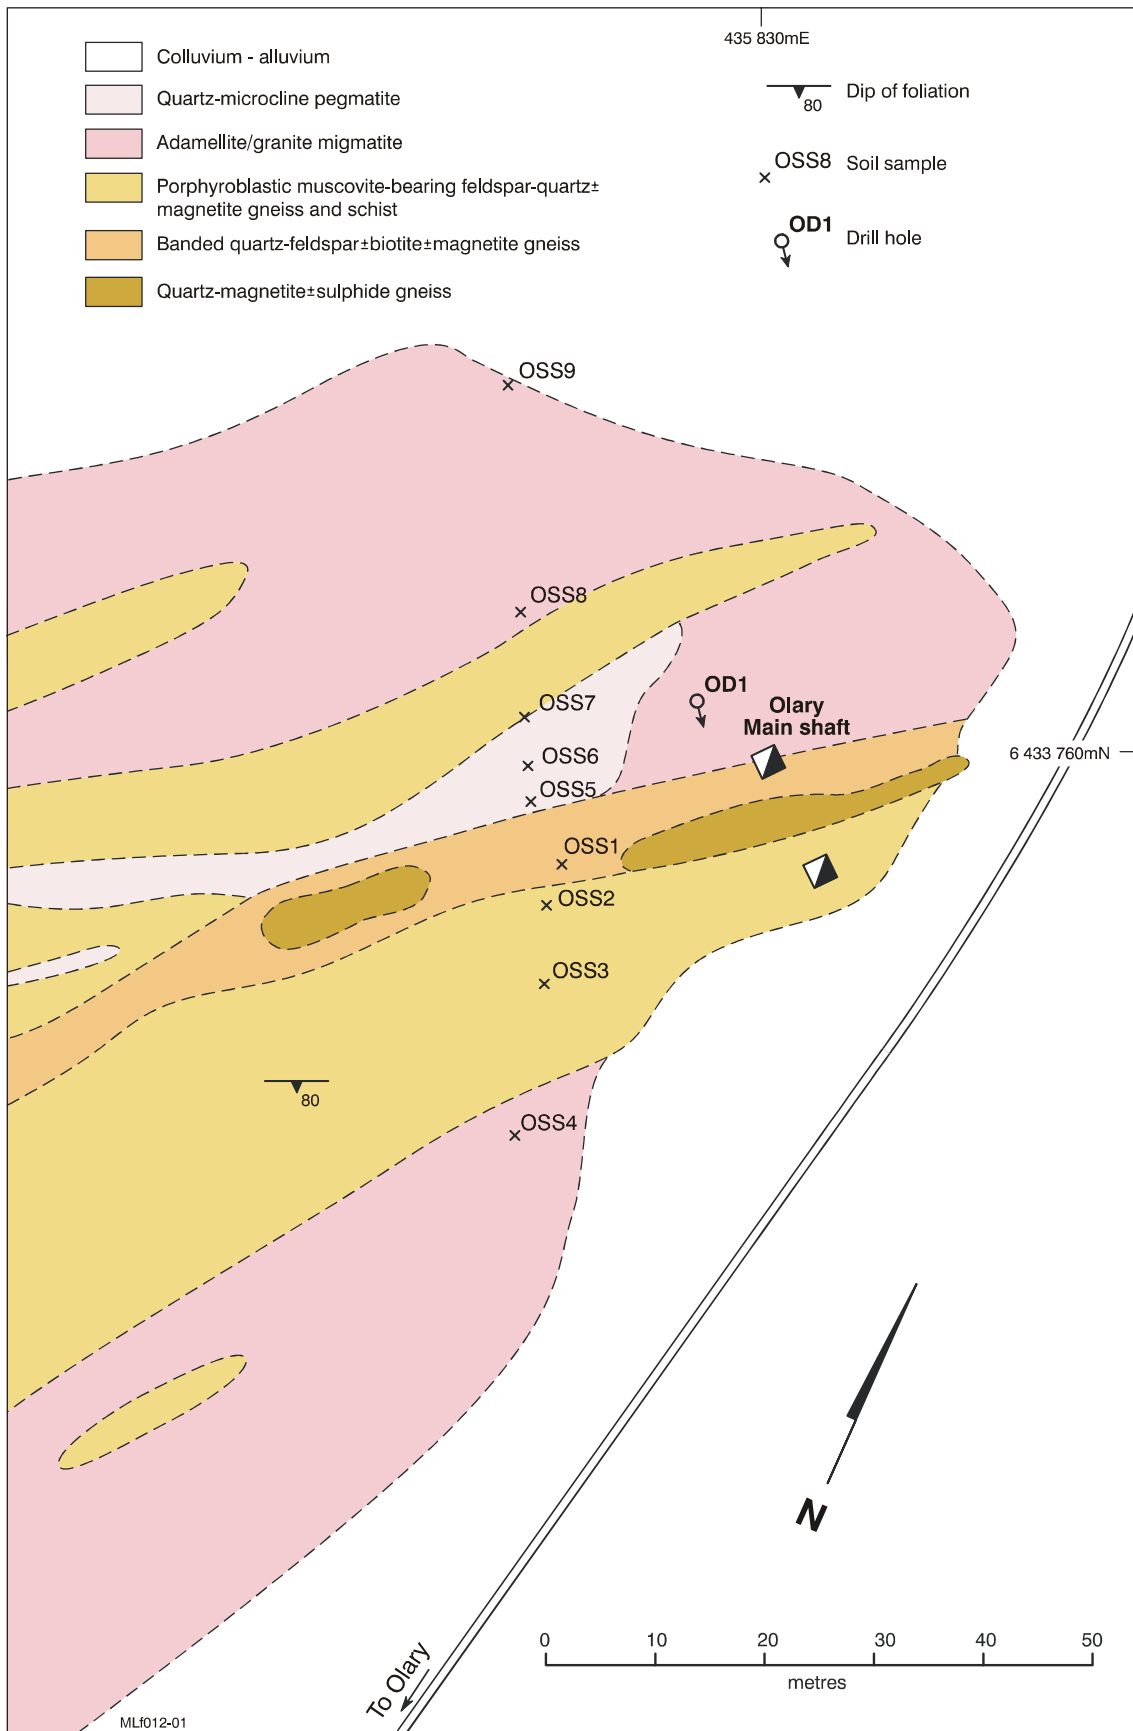 435 830mE
Colluvium - alluvium
Quartz-microcline pegmatite
Adamellite/granite migmatite
Porphyroblastic muscovite-bearing feldspar-quartz±
magnetite gneiss and schist
Banded quartz-feldspar±biotite±magnetite gneiss
Quartz-magnetite±sulphide gneiss
80
Dip of foliation
OSS8
Soil sample
OD1
Drill hole
OSS9
OSS8
OSS7
OD1
Olary
Main shaft
OSS6
6 433 760mN
OSS5
OSS1
OSS2
OSS3
80
OSS4
N
0 10 20 30 40 50
metres
To Olary
MLf012-01